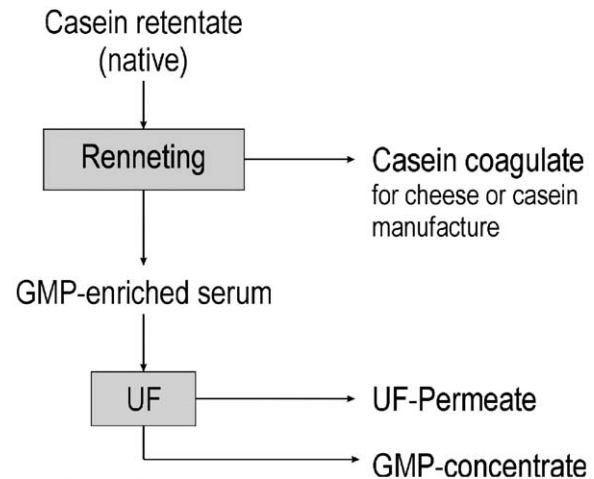 Casein retentate
(native)
Renneting
Casein coagulate
for cheese or casein
manufacture
GMP-enriched serum
UF
UF-Permeate
GMP-concentrate